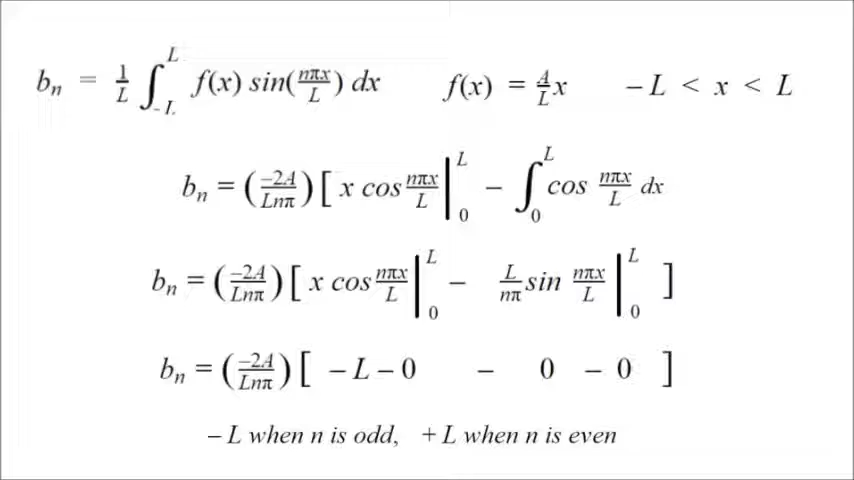 bₙ = 1/L ∫_{-L}^{L} f(x) sin(nπx/L) dx f(x) = A/L x – L < x < L
bₙ = (–2A/Lnπ) [ x cos nπx/L |_0^L – ∫_0^L cos nπx/L dx
bₙ = (–2A/Lnπ) [ x cos nπx/L |_0^L – L/nπ sin nπx/L |_0^L ]
bₙ = (–2A/Lnπ) [ – L – 0 – 0 – 0 ]
– L when n is odd, + L when n is even